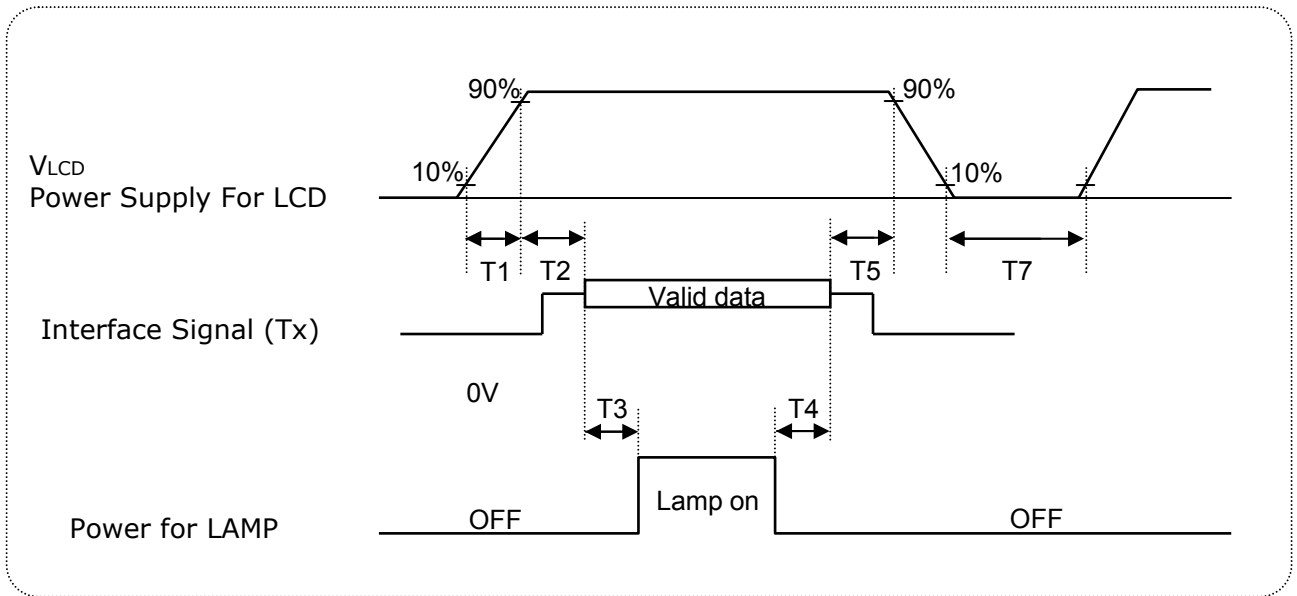 90%
90%
VLCD
10%
10%
Power Supply For LCD
T1
T2
T5
T7
Valid data
Interface Signal (Tx)
0V
T3
T4
Lamp on
Power for LAMP
OFF
OFF